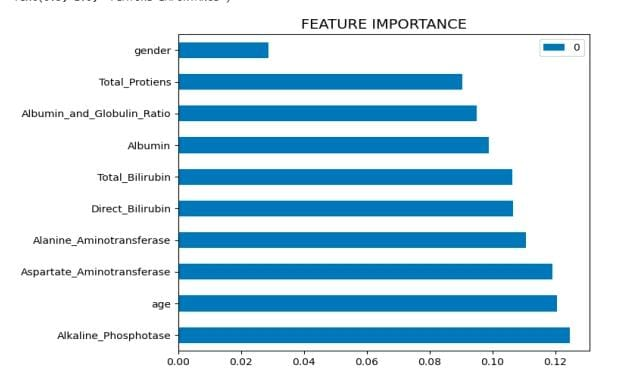 FEATURE IMPORTANCE
0
gender
Total_Protiens
Albumin_and_Globulin_Ratio
Albumin
Total_Bilirubin
Direct_Bilirubin
Alanine_Aminotransferase
Aspartate_Aminotransferase
age
Alkaline_Phosphotase
0.00 0.02 0.04 0.06 0.08 0.10 0.12